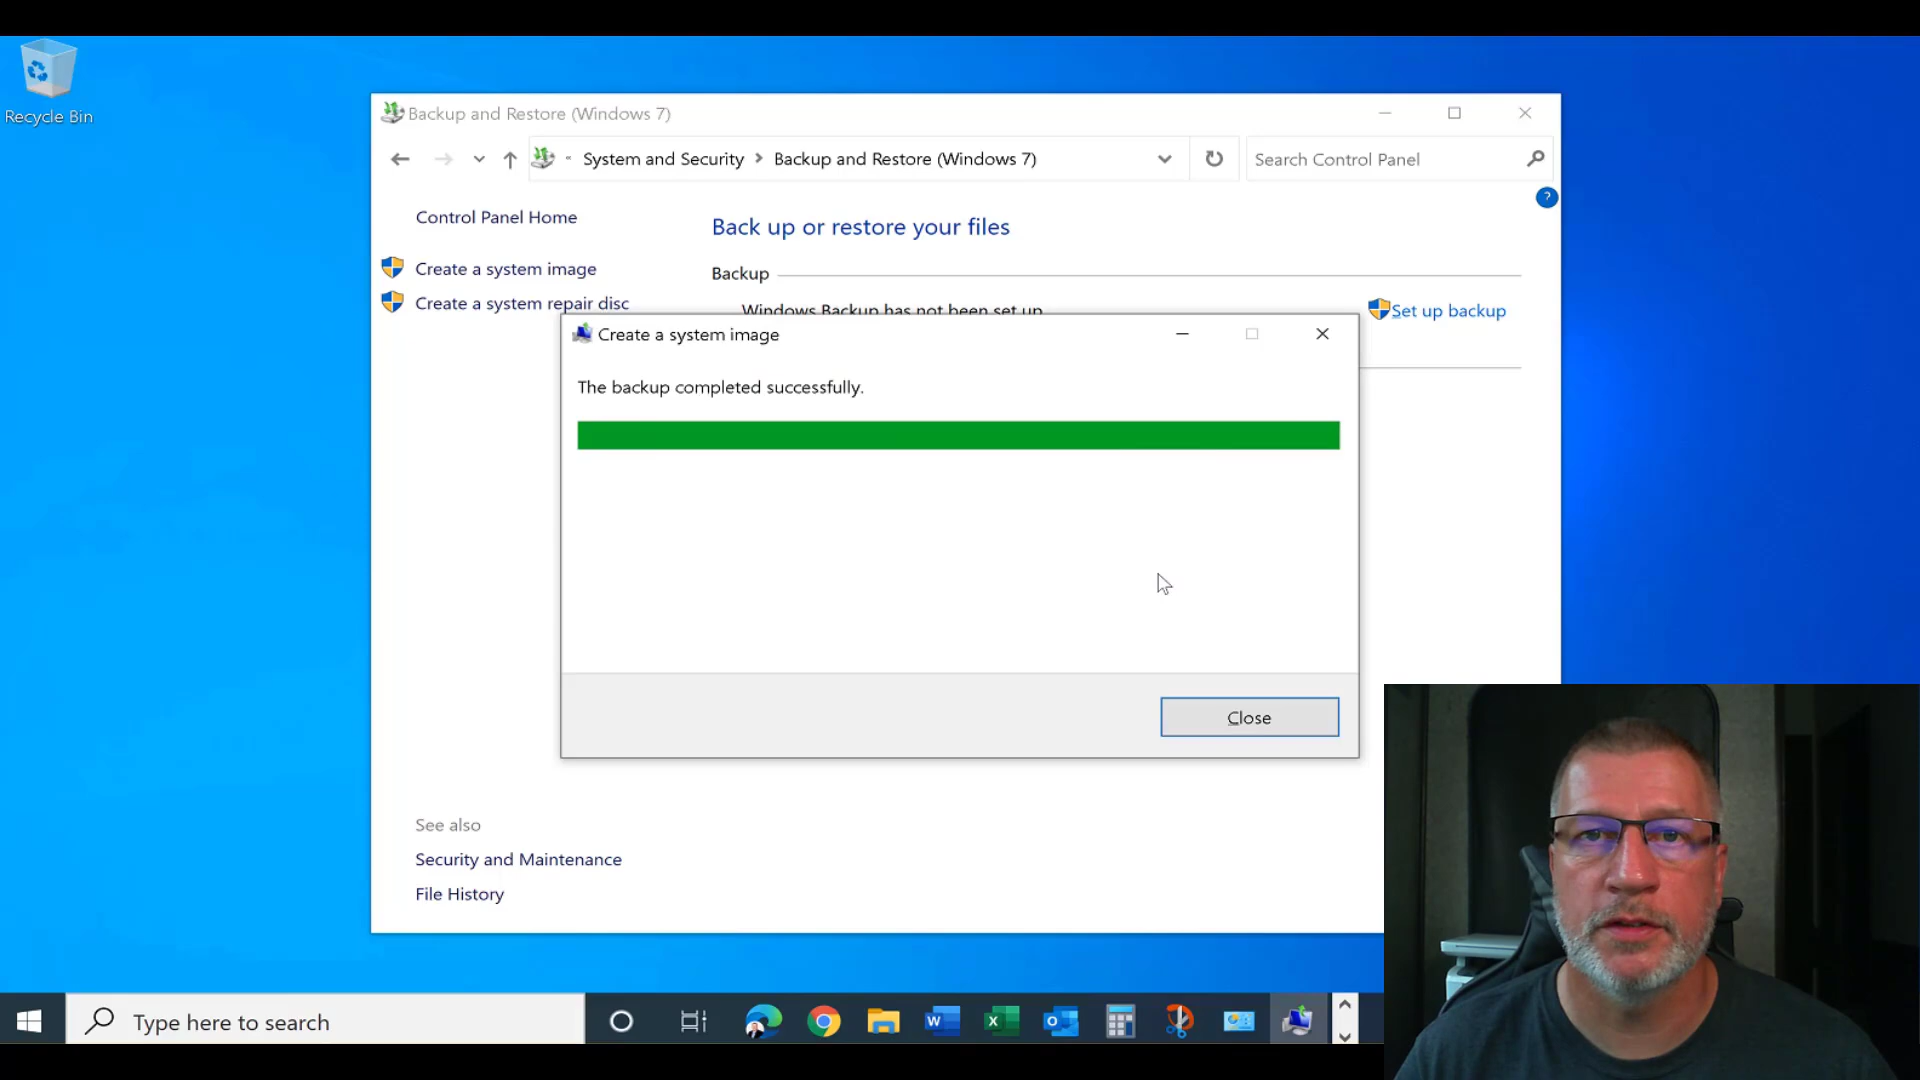 Recycle Bin
Backup and Restore (Windows 7)
System and Security
Backup and Restore (Windows 7)
Search Control Panel
?
Control Panel Home
Create a system image
Create a system repair disc
Back up or restore your files
Backup
Windows Backup has not been set up
Set up backup
Create a system image
The backup completed successfully.
Close
See also
Security and Maintenance
File History
Type here to search